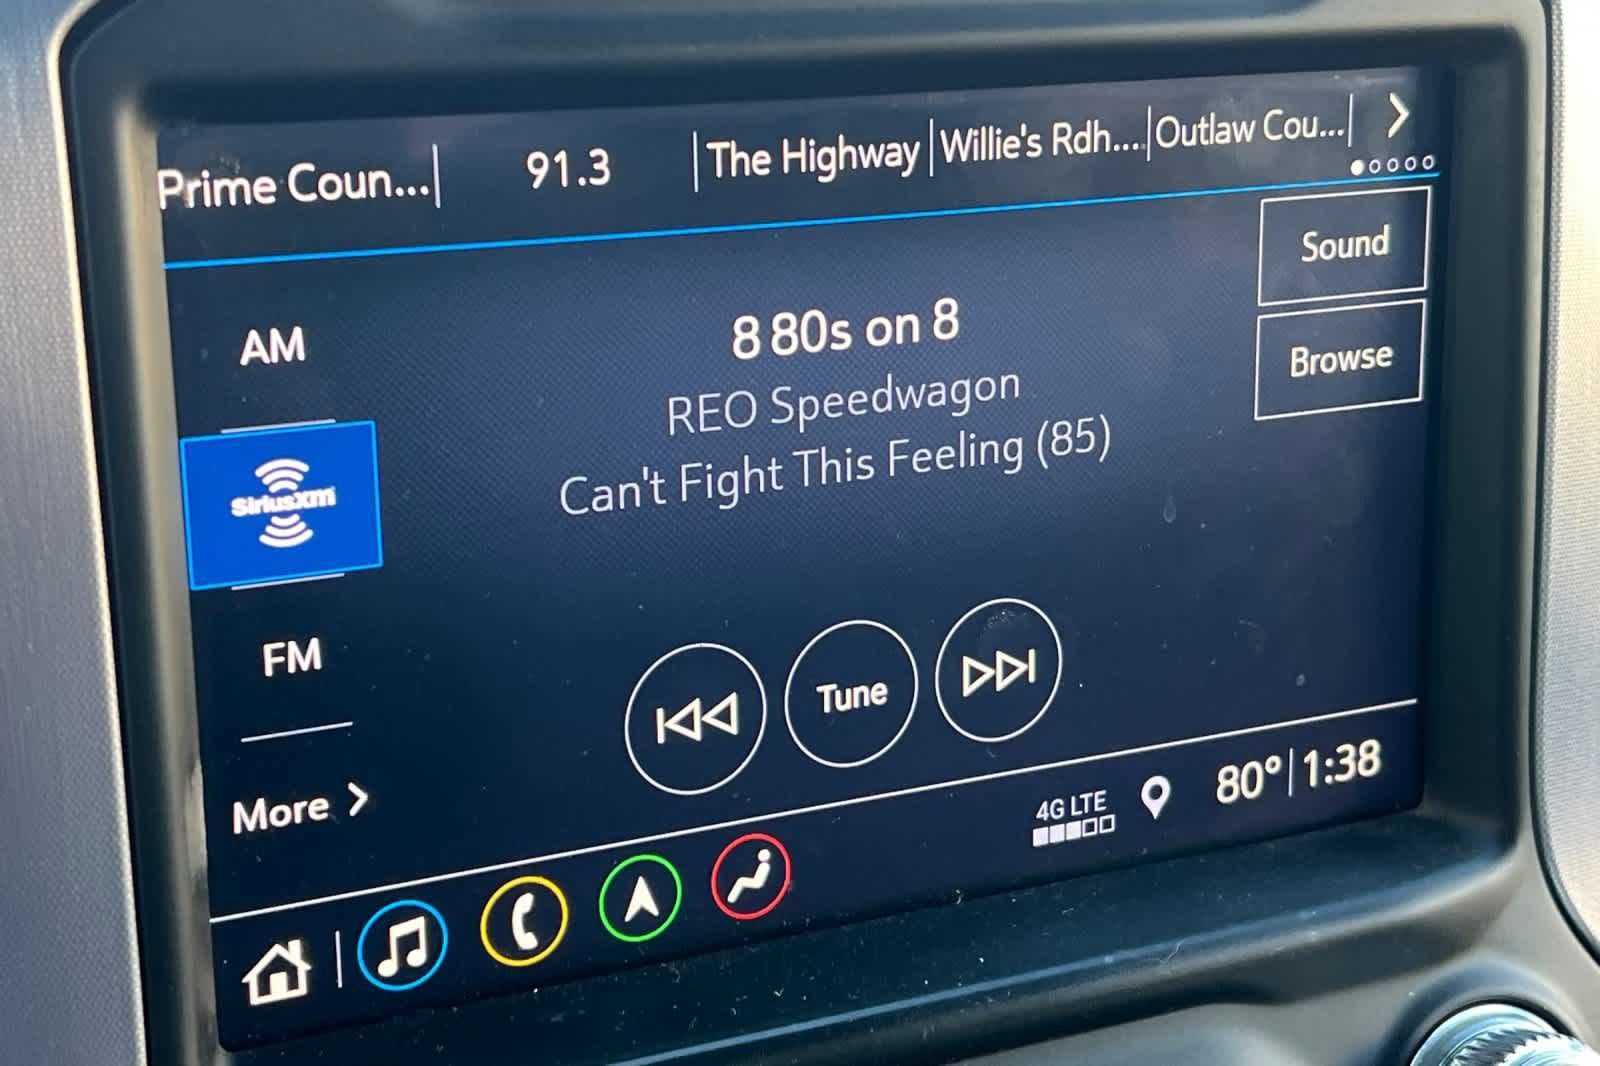 Prime Coun... 91.3 The Highway Willie's Rdh... Outlaw Cou...
Sound
AM
8 80s on 8
REO Speedwagon
Browse
Can't Fight This Feeling (85)
SiriusXm
FM
Tune
More
4G LTE
80° 1:38